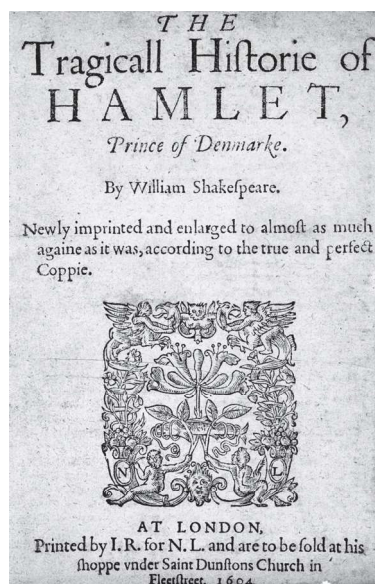 THE
Tragicall Hiſtorie of
HAMLET,
Prince of Denmarke.
By William Shakeſpeare.
Newly imprinted and enlarged to almoſt as much
againe as it was, according to the true and perfect
Coppie.
N L
AT LONDON,
Printed by I. R. for N. L. and are to be ſold at his
ſhoppe vnder Saint Dunſtons Church in
Fleetſtreet. 1604